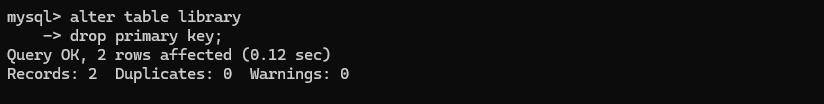 mysql> alter table library
    -> drop primary key;
Query OK, 2 rows affected (0.12 sec)
Records: 2  Duplicates: 0  Warnings: 0